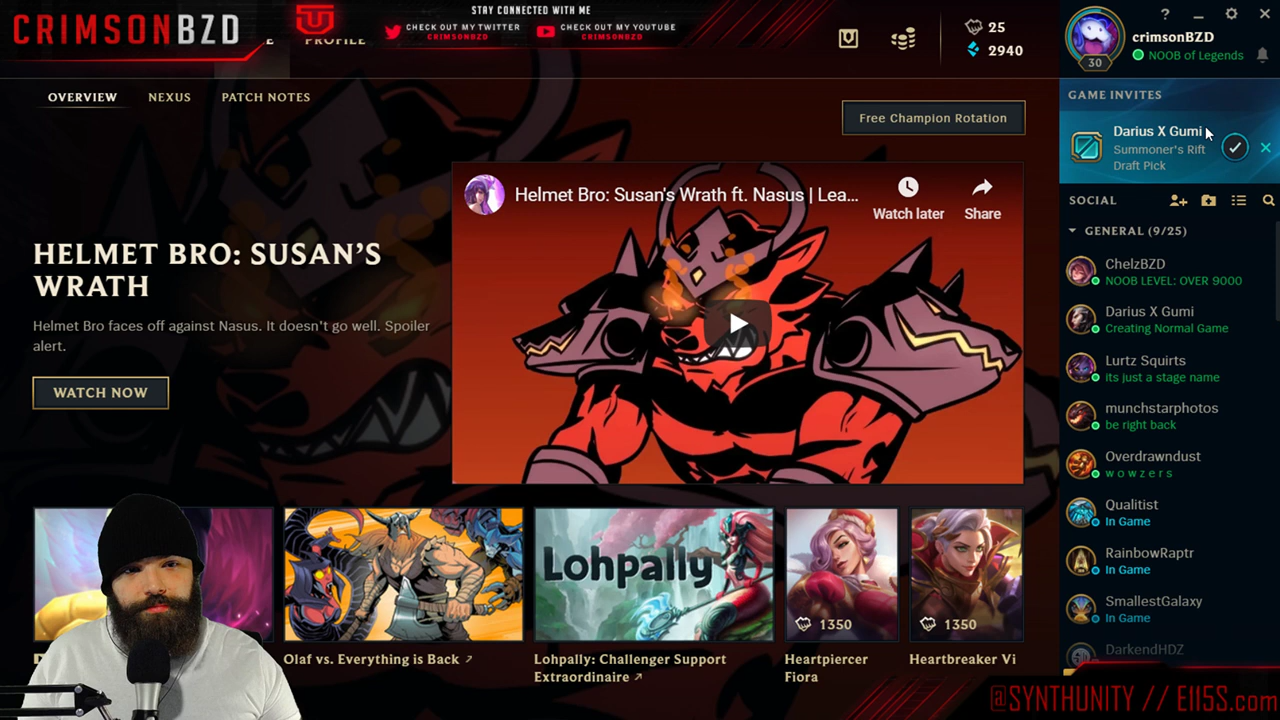 CRIMSONBZD
STAY CONNECTED WITH ME
CHECK OUT MY TWITTER
CRIMSONBZD
CHECK OUT MY YOUTUBE
CRIMSONBZD
PROFILE
25
2940
30
crimsonBZD
NOOB of Legends
OVERVIEW
NEXUS
PATCH NOTES
Free Champion Rotation
GAME INVITES
Darius X Gumi
Summoner's Rift
Draft Pick
SOCIAL
GENERAL (9/25)
ChelzBZD
NOOB LEVEL: OVER 9000
Darius X Gumi
Creating Normal Game
Lurtz Squirts
its just a stage name
munchstarphotos
be right back
Overdrawndust
w o w z e r s
Qualitist
In Game
RainbowRaptr
In Game
SmallestGalaxy
In Game
DarkendHDZ
Helmet Bro: Susan's Wrath ft. Nasus | Lea...
Watch later
Share
HELMET BRO: SUSAN'S
WRATH
Helmet Bro faces off against Nasus. It doesn't go well. Spoiler
alert.
WATCH NOW
Lohpally
1350
1350
Olaf vs. Everything is Back
Lohpally: Challenger Support
Extraordinaire
Heartpiercer
Fiora
Heartbreaker Vi
@SYNTHUNITY // E115S.com